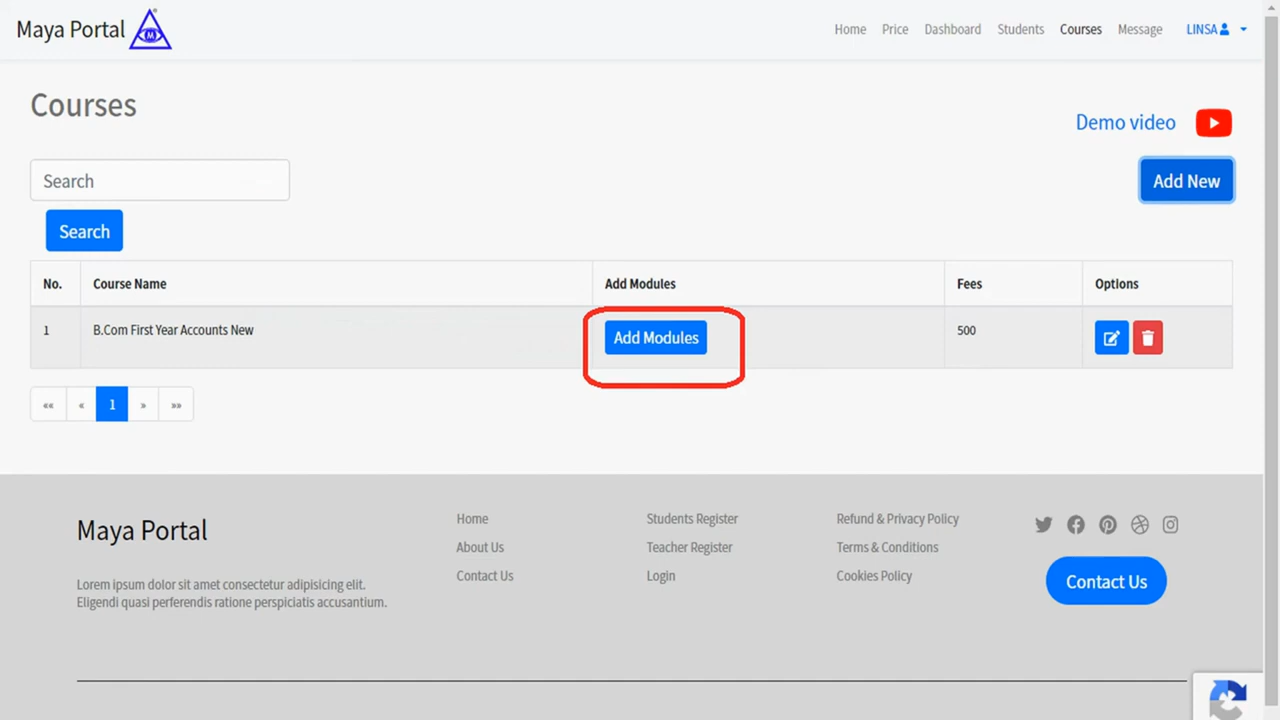 Maya Portal
Home Price Dashboard Students Courses Message LINSA
Courses
Demo video
Search
Add New
Search
No. Course Name Add Modules Fees Options
1 B.Com First Year Accounts New Add Modules 500
«« « 1 » »»
Maya Portal
Lorem ipsum dolor sit amet consectetur adipisicing elit.
Eligendi quasi perferendis ratione perspiciatis accusantium.
Home
About Us
Contact Us
Students Register
Teacher Register
Login
Refund & Privacy Policy
Terms & Conditions
Cookies Policy
Contact Us